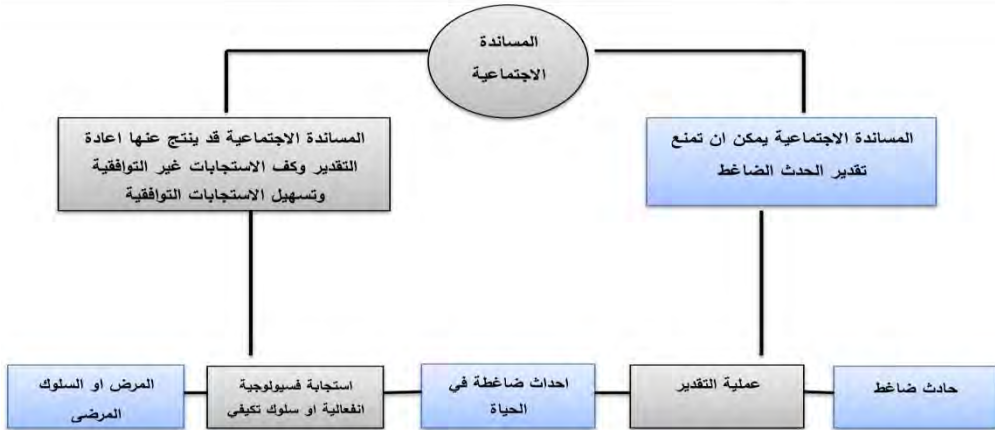 المساندة
الاجتماعية
المساندة الاجتماعية يمكن ان تمنع
تقدير الحدث الضاغط
المساندة الاجتماعية قد ينتج عنها اعادة
التقدير وكف الاستجابات غير التوافقية
وتسهيل الاستجابات التوافقية
حادث ضاغط
عملية التقدير
احداث ضاغطة في
الحياة
استجابة فسيولوجية
انفعالية او سلوك تكيفي
المرض او السلوك
المرضى